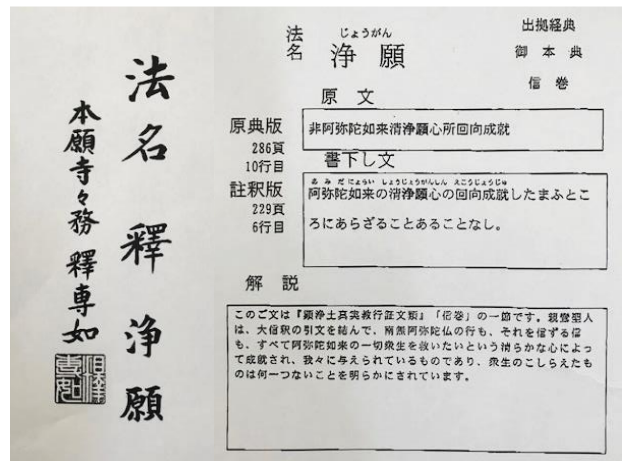 法名 釋 浄願
本願寺々務 釋専如
法名
じょうがん
浄願
出拠経典
御本典
信巻
原文
原典版
286頁
10行目
非阿弥陀如来清浄願心所回向成就
書下し文
註釈版
229頁
6行目
あみだにょらい しょうじょうがんしん えこうじょうじゅ
阿弥陀如来の清浄願心の回向成就したまふとこ
ろにあらざることあることなし。
解説
このご文は『顕浄土真実教行証文類』「信巻」の一節です。親鸞聖人
は、大信釈の引文を結んで、南無阿弥陀仏の行も、それを信ずる信
も、すべて阿弥陀如来の一切衆生を救いたいという清らかな心によっ
て成就され、我々に与えられているものであり、衆生のこしらえたも
のは何一つないことを明らかにされています。